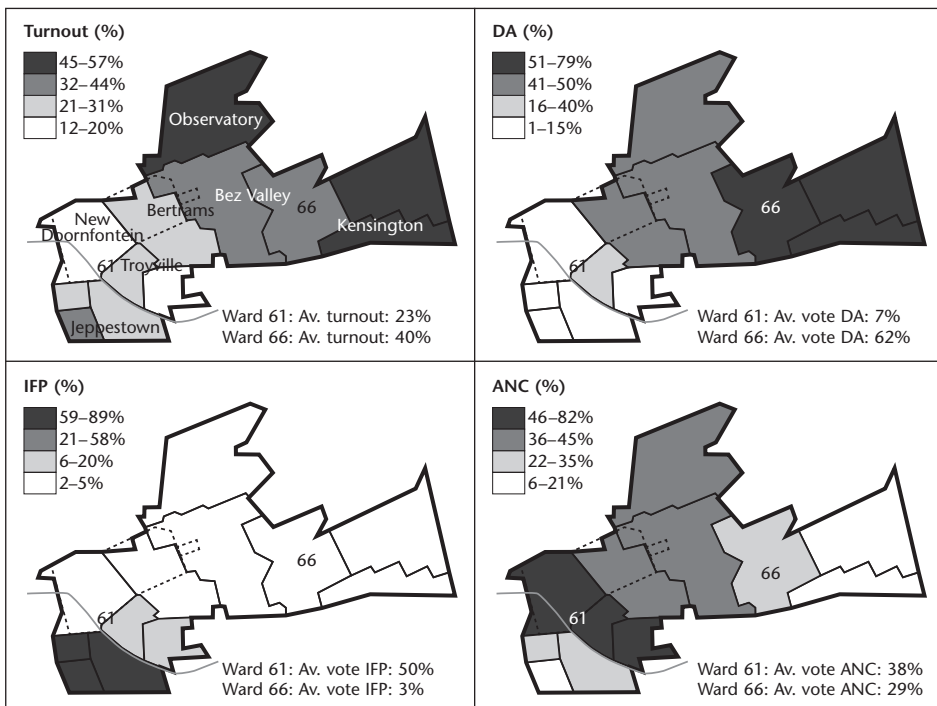 Turnout (%)
45–57%
32–44%
21–31%
12–20%
Observatory
Bez Valley
66
Bertrams
New
Doornfontein
Kensington
61 Troyville
Jeppestown
Ward 61: Av. turnout: 23%
Ward 66: Av. turnout: 40%
DA (%)
51–79%
41–50%
16–40%
1–15%
66
61
Ward 61: Av. vote DA: 7%
Ward 66: Av. vote DA: 62%
IFP (%)
59–89%
21–58%
6–20%
2–5%
66
61
Ward 61: Av. vote IFP: 50%
Ward 66: Av. vote IFP: 3%
ANC (%)
46–82%
36–45%
22–35%
6–21%
66
61
Ward 61: Av. vote ANC: 38%
Ward 66: Av. vote ANC: 29%